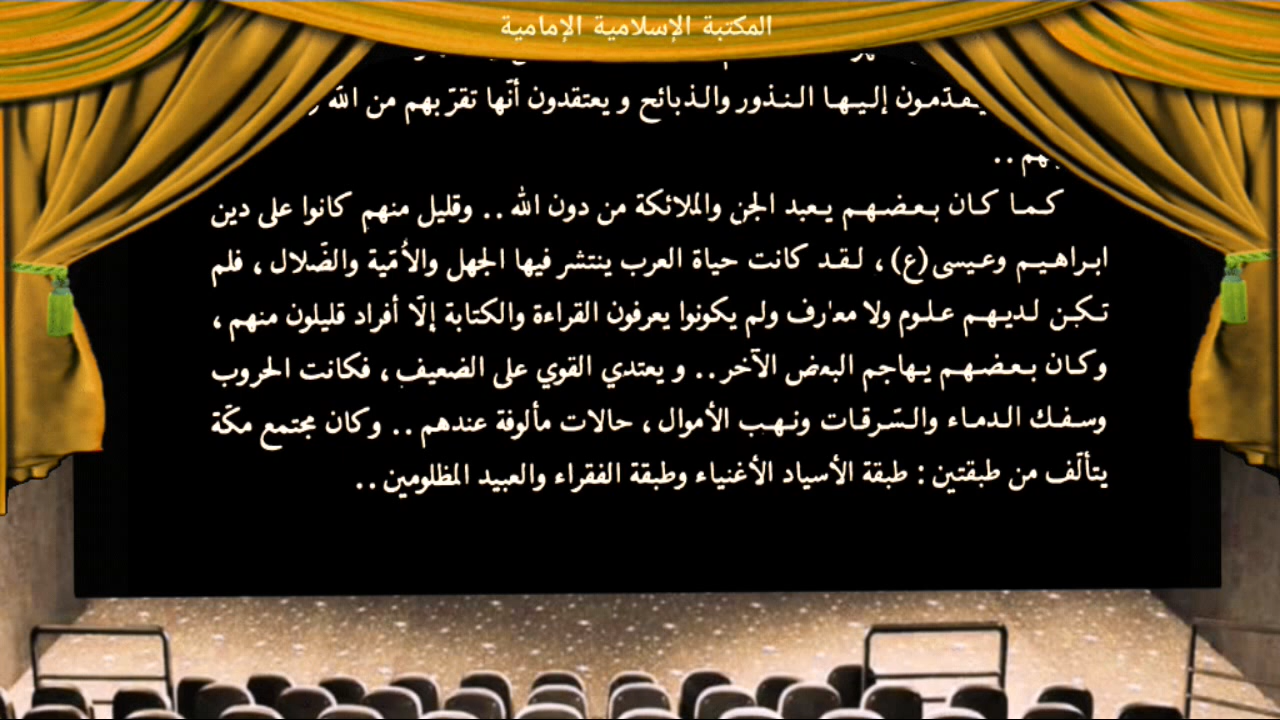 المكتبة الإسلامية الإمامية
إليها النذور والذبائح و يعتقدون أنّها تقرّبهم من الله
كما كان بعضهم يعبد الجن والملائكة من دون الله .. وقليل منهم كانوا على دين
ابراهيم وعيسى (ع) ، لقد كانت حياة العرب ينتشر فيها الجهل والأُمّية والضّلال ، فلم
تكن لديهم علوم ولا معارف ولم يكونوا يعرفون القراءة والكتابة إلّا أفراد قليلون منهم ،
وكان بعضهم يهاجم البعض الآخر .. و يعتدي القوي على الضعيف ، فكانت الحروب
وسفك الدماء والسّرقات ونهب الأموال ، حالات مألوفة عندهم .. وكان مجتمع مكّة
يتألّف من طبقتين : طبقة الأسياد الأغنياء وطبقة الفقراء والعبيد المظلومين ..